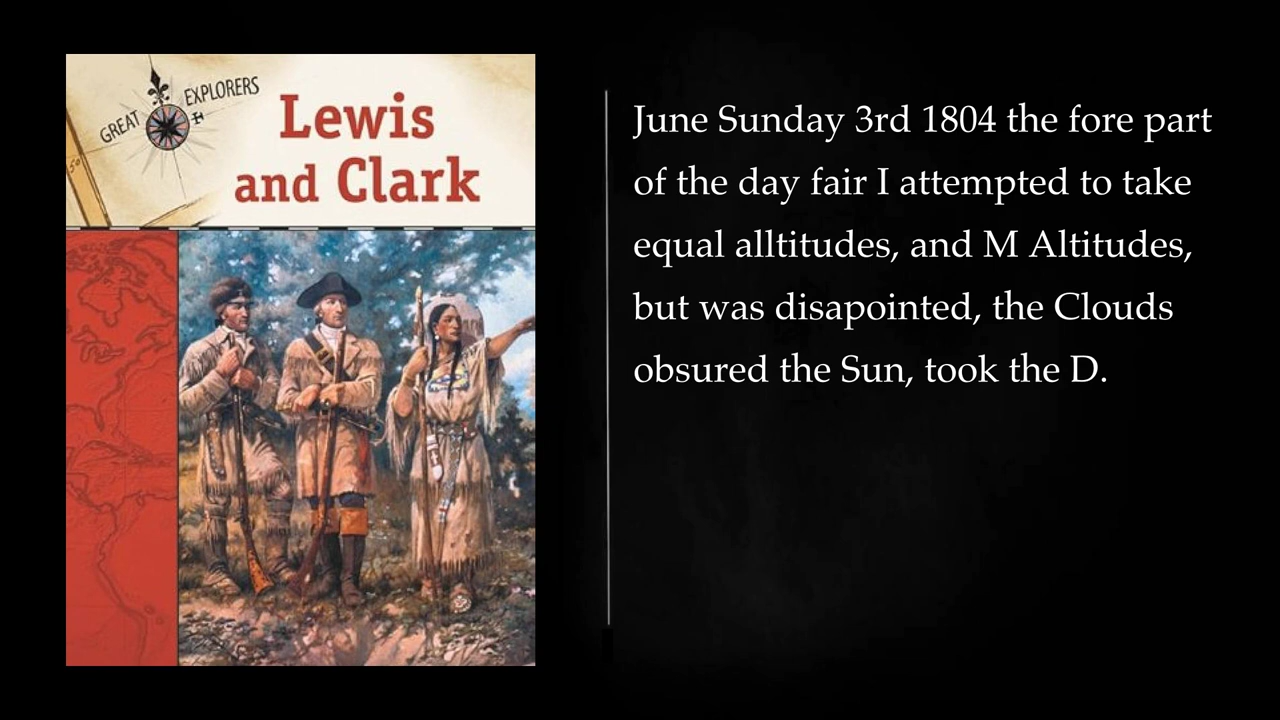 GREAT EXPLORERS
Lewis
and Clark
50
June Sunday 3rd 1804 the fore part
of the day fair I attempted to take
equal alltitudes, and M Altitudes,
but was disapointed, the Clouds
obsured the Sun, took the D.